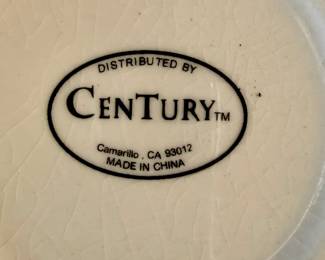 DISTRIBUTED BY
CENTURY™
Camarillo , CA 93012
MADE IN CHINA